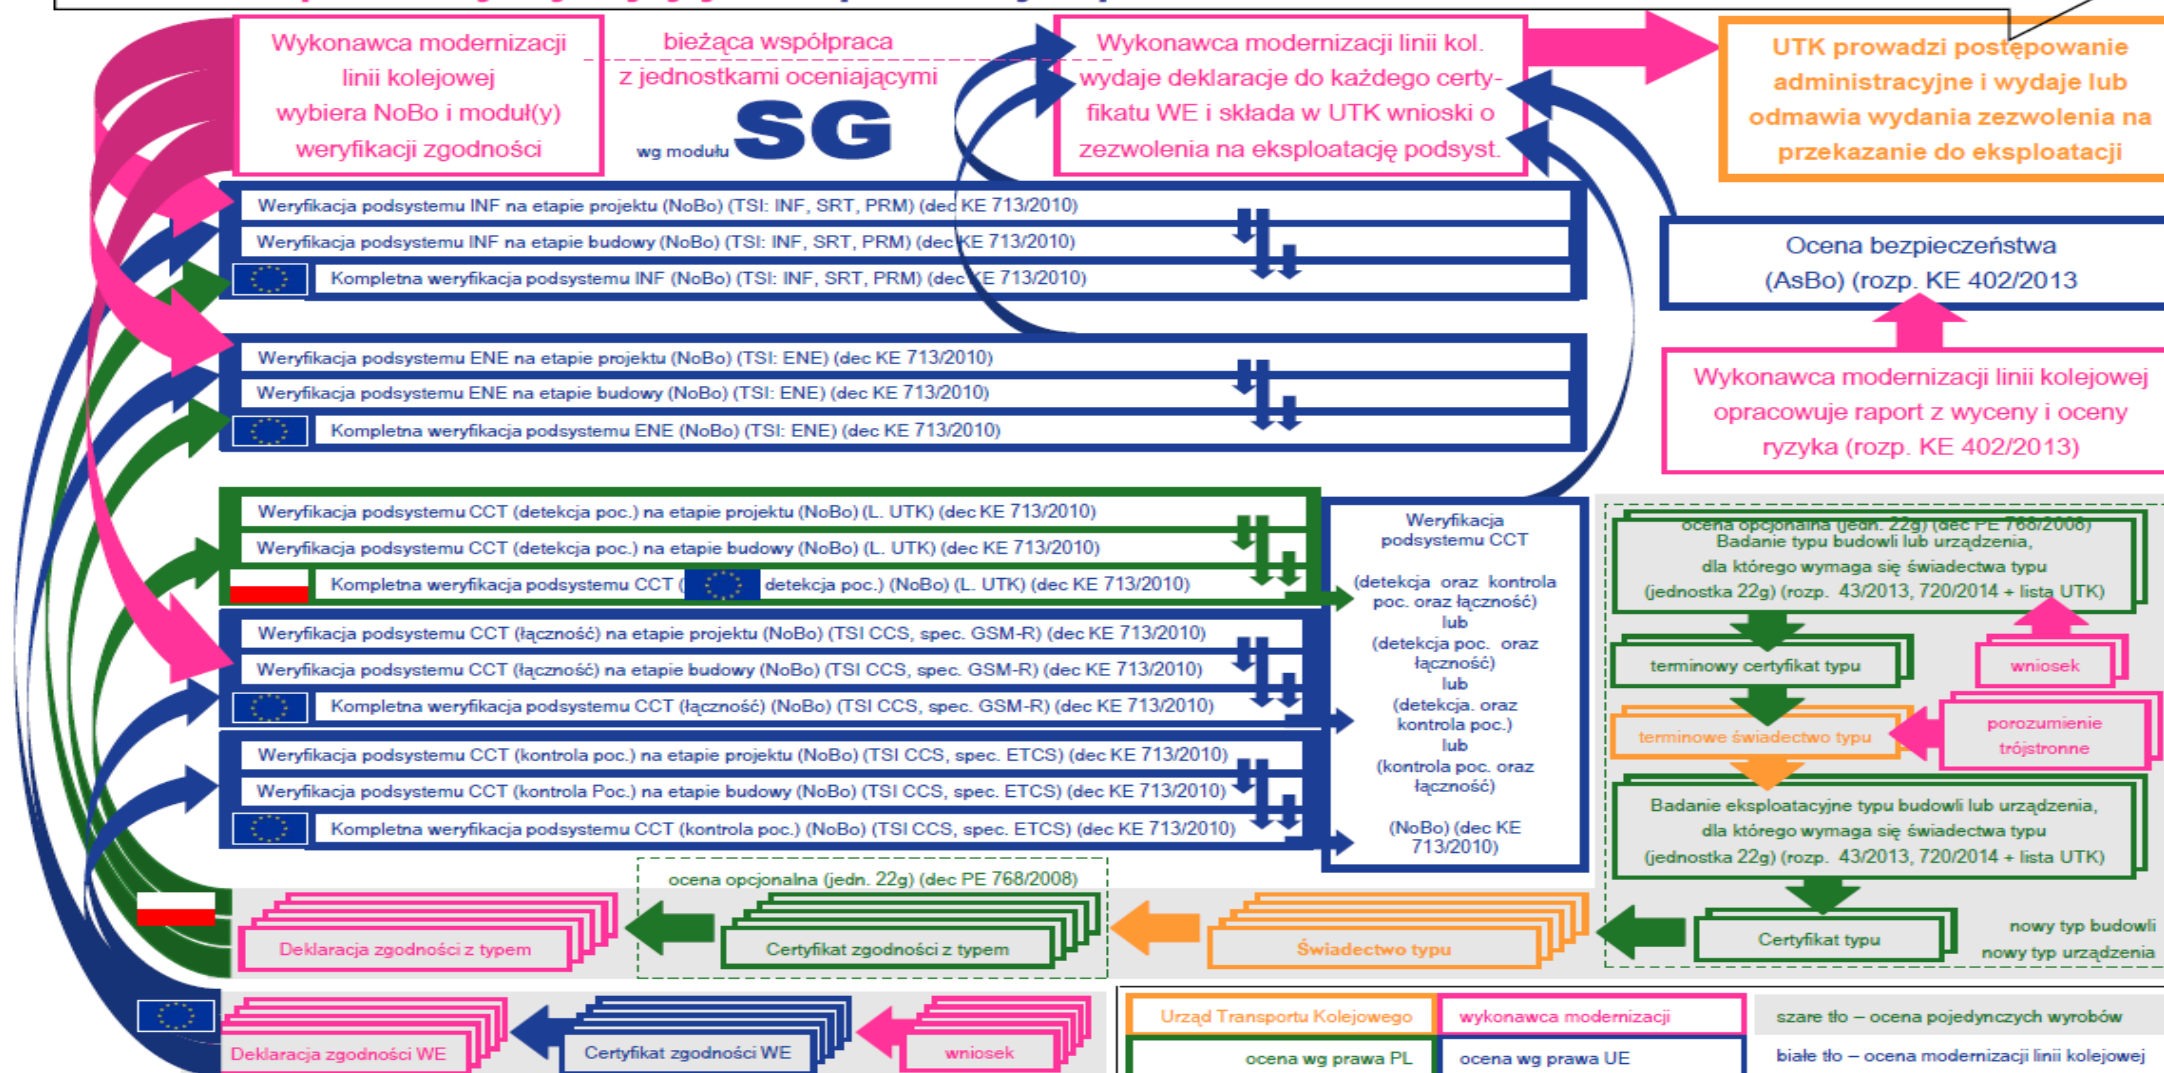 Wykonawca modernizacji
linii kolejowej
wybiera NoBo i moduł(y)
weryfikacji zgodności
bieżąca współpraca
z jednostkami oceniającymi
wg modułu SG
Wykonawca modernizacji linii kol.
wydaje deklaracje do każdego certy-
fikatu WE i składa w UTK wnioski o
zezwolenia na eksploatację podsyst.
UTK prowadzi postępowanie
administracyjne i wydaje lub
odmawia wydania zezwolenia na
przekazanie do eksploatacji
Weryfikacja podsystemu INF na etapie projektu (NoBo) (TSI: INF, SRT, PRM) (dec KE 713/2010)
Weryfikacja podsystemu INF na etapie budowy (NoBo) (TSI: INF, SRT, PRM) (dec KE 713/2010)
Kompletna weryfikacja podsystemu INF (NoBo) (TSI: INF, SRT, PRM) (dec KE 713/2010)
Ocena bezpieczeństwa
(AsBo) (rozp. KE 402/2013
Weryfikacja podsystemu ENE na etapie projektu (NoBo) (TSI: ENE) (dec KE 713/2010)
Weryfikacja podsystemu ENE na etapie budowy (NoBo) (TSI: ENE) (dec KE 713/2010)
Kompletna weryfikacja podsystemu ENE (NoBo) (TSI: ENE) (dec KE 713/2010)
Wykonawca modernizacji linii kolejowej
opracowuje raport z wyceny i oceny
ryzyka (rozp. KE 402/2013)
Weryfikacja podsystemu CCT (detekcja poc.) na etapie projektu (NoBo) (L. UTK) (dec KE 713/2010)
Weryfikacja podsystemu CCT (detekcja poc.) na etapie budowy (NoBo) (L. UTK) (dec KE 713/2010)
Kompletna weryfikacja podsystemu CCT ( detekcja poc.) (NoBo) (L. UTK) (dec KE 713/2010)
Weryfikacja podsystemu CCT (łączność) na etapie projektu (NoBo) (TSI CCS, spec. GSM-R) (dec KE 713/2010)
Weryfikacja podsystemu CCT (łączność) na etapie budowy (NoBo) (TSI CCS, spec. GSM-R) (dec KE 713/2010)
Kompletna weryfikacja podsystemu CCT (łączność) (NoBo) (TSI CCS, spec. GSM-R) (dec KE 713/2010)
Weryfikacja podsystemu CCT (kontrola poc.) na etapie projektu (NoBo) (TSI CCS, spec. ETCS) (dec KE 713/2010)
Weryfikacja podsystemu CCT (kontrola Poc.) na etapie budowy (NoBo) (TSI CCS, spec. ETCS) (dec KE 713/2010)
Kompletna weryfikacja podsystemu CCT (kontrola poc.) (NoBo) (TSI CCS, spec. ETCS) (dec KE 713/2010)
Weryfikacja
podsystemu CCT
(detekcja oraz kontrola
poc. oraz łączność)
lub
(detekcja poc. oraz
łączność)
lub
(detekcja. oraz
kontrola poc.)
lub
(kontrola poc. oraz
łączność)
(NoBo) (dec KE
713/2010)
ocena opcjonalna (jedn. 22g) (dec PE 768/2008)
Badanie typu budowli lub urządzenia,
dla którego wymaga się świadectwa typu
(jednostka 22g) (rozp. 43/2013, 720/2014 + lista UTK)
terminowy certyfikat typu
wniosek
terminowe świadectwo typu
porozumienie
trójstronne
Badanie eksploatacyjne typu budowli lub urządzenia,
dla którego wymaga się świadectwa typu
(jednostka 22g) (rozp. 43/2013, 720/2014 + lista UTK)
Certyfikat typu
nowy typ budowli
nowy typ urządzenia
ocena opcjonalna (jedn. 22g) (dec PE 768/2008)
Deklaracja zgodności z typem
Certyfikat zgodności z typem
Świadectwo typu
Deklaracja zgodności WE
Certyfikat zgodności WE
wniosek
Urząd Transportu Kolejowego
wykonawca modernizacji
szare tło – ocena pojedynczych wyrobów
ocena wg prawa PL
ocena wg prawa UE
białe tło – ocena modernizacji linii kolejowej